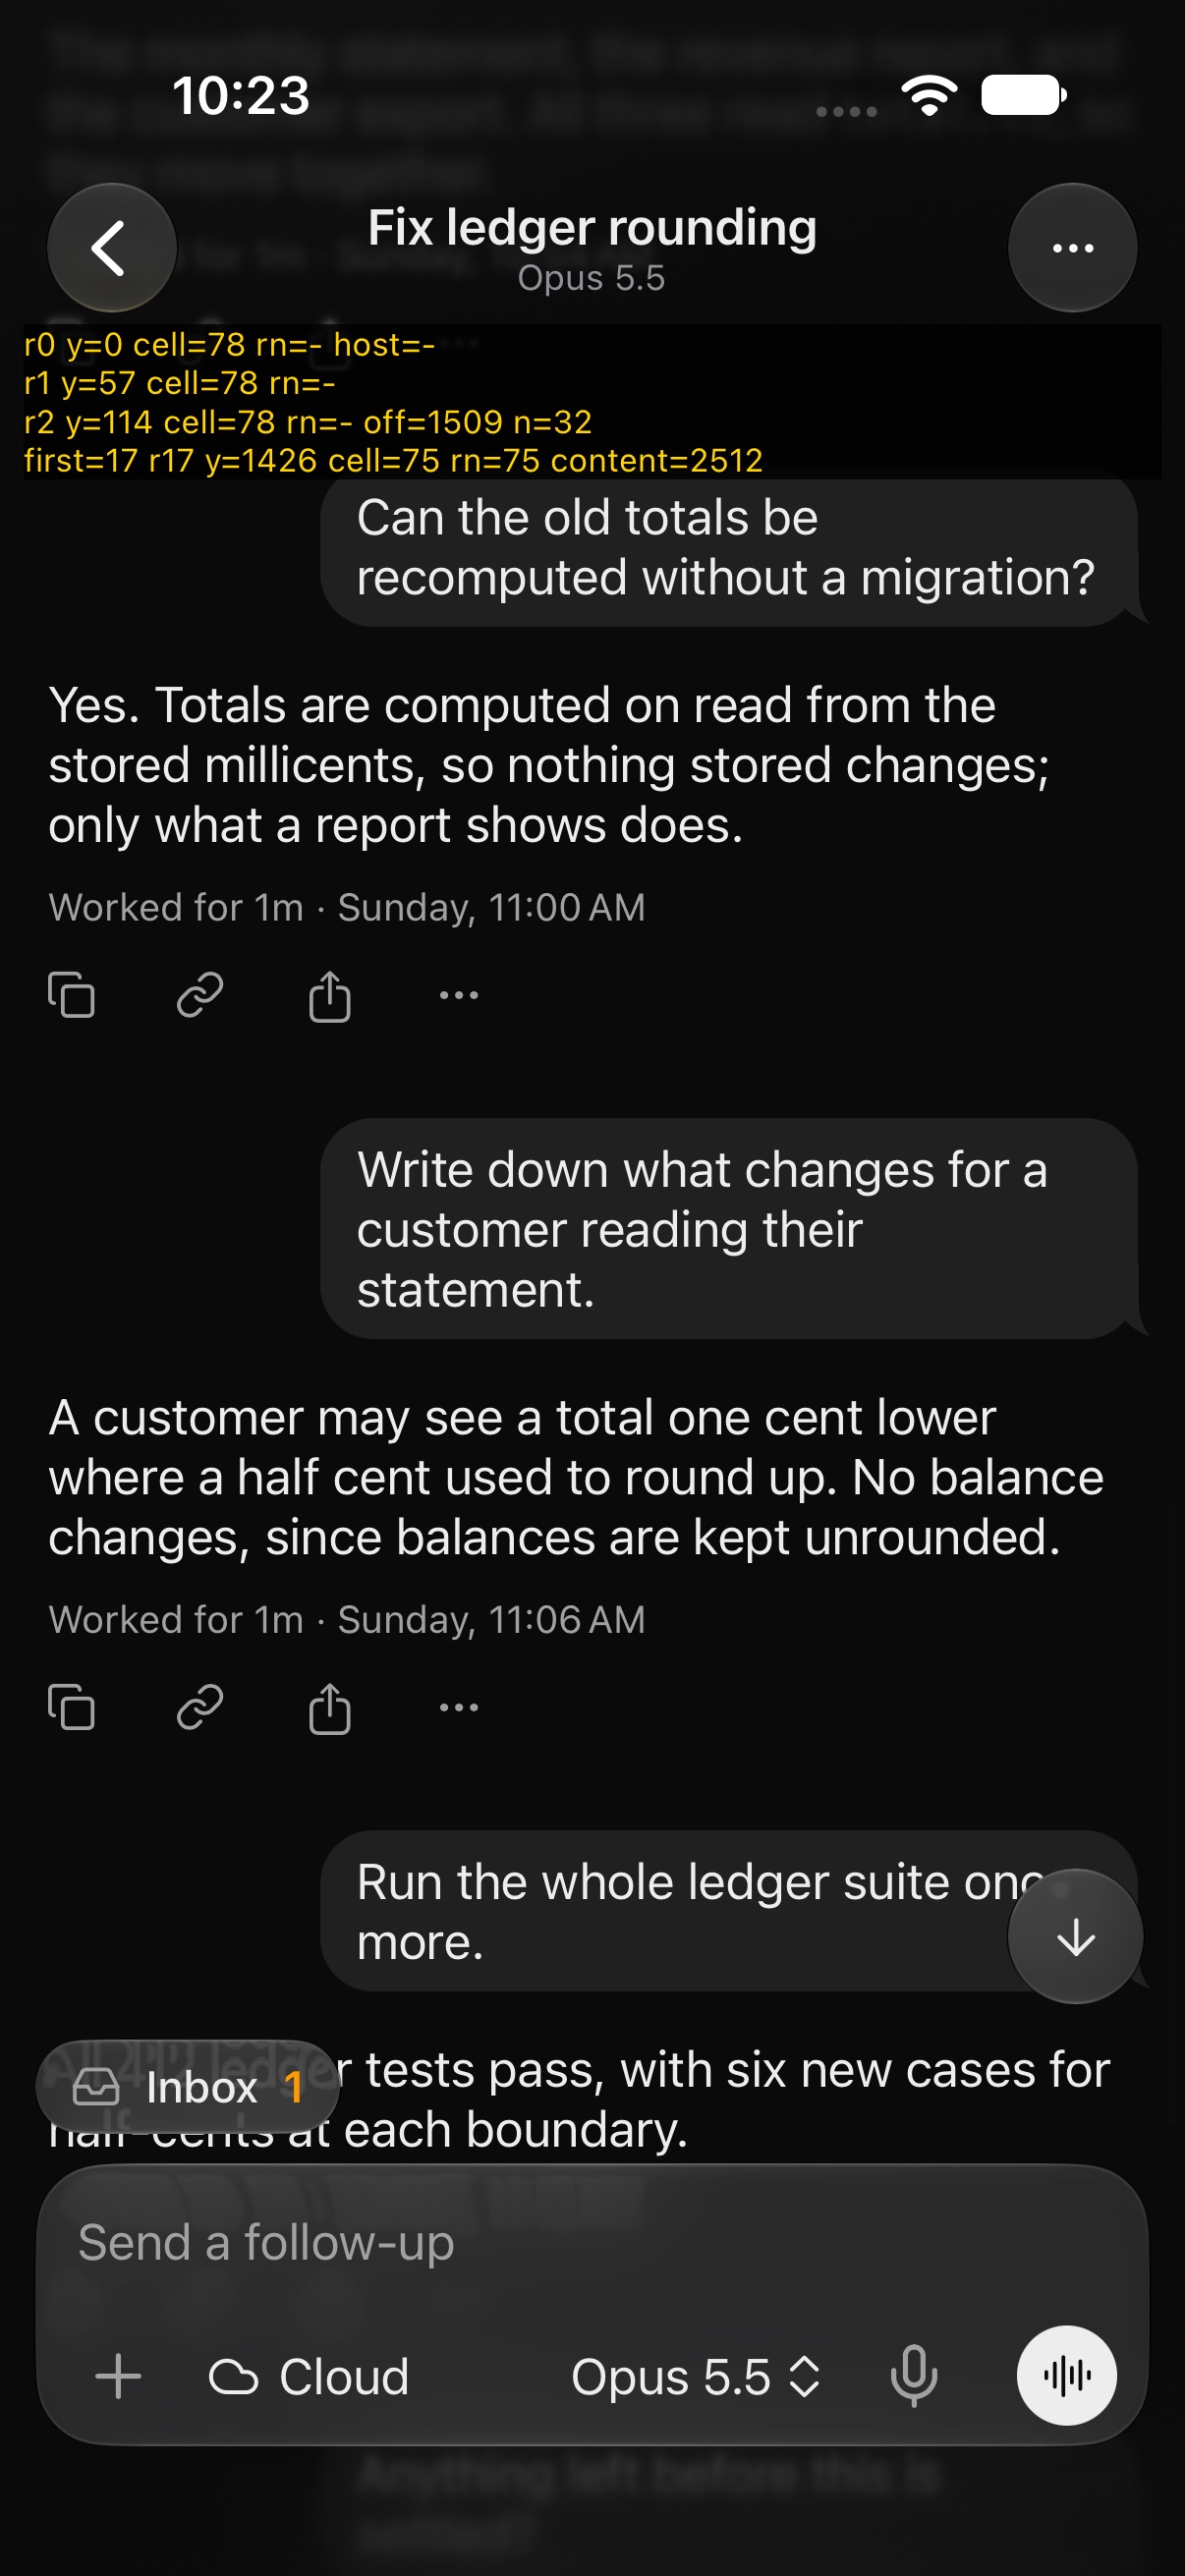 10:23
Fix ledger rounding
Opus 5.5
r0 y=0 cell=78 rn=- host=-
r1 y=57 cell=78 rn=-
r2 y=114 cell=78 rn=- off=1509 n=32
first=17 r17 y=1426 cell=75 rn=75 content=2512
Can the old totals be
recomputed without a migration?
Yes. Totals are computed on read from the
stored millicents, so nothing stored changes;
only what a report shows does.
Worked for 1m · Sunday, 11:00 AM
Write down what changes for a
customer reading their
statement.
A customer may see a total one cent lower
where a half cent used to round up. No balance
changes, since balances are kept unrounded.
Worked for 1m · Sunday, 11:06 AM
Run the whole ledger suite
more.
tests pass, with six new cases for
at each boundary.
Inbox 1
Send a follow-up
Cloud
Opus 5.5
Anything left before this is
settled?